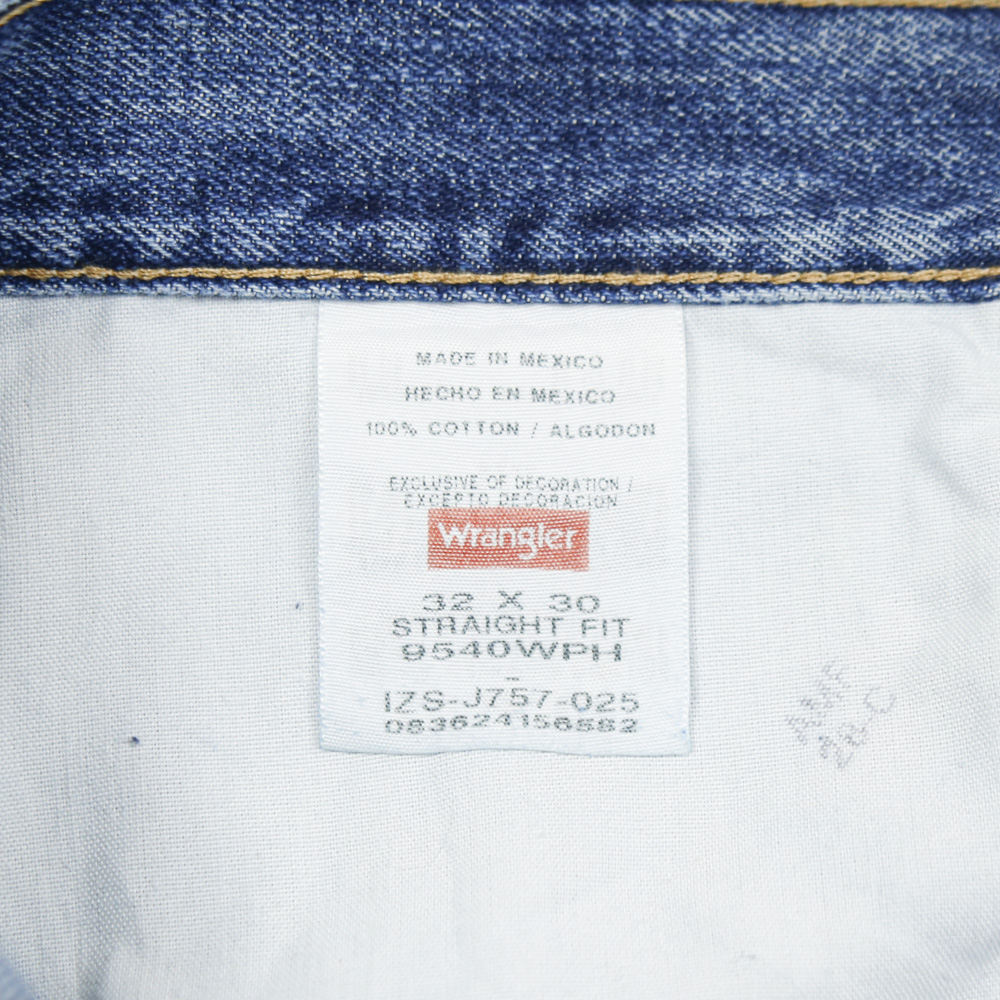 MADE IN MEXICO
HECHO EN MEXICO
100% COTTON / ALGODON
EXCLUSIVE OF DECORATION /
EXCEPTO DECORACION
Wrangler
32 X 30
STRAIGHT FIT
9540WPH
IZS-J757-025
083624156582